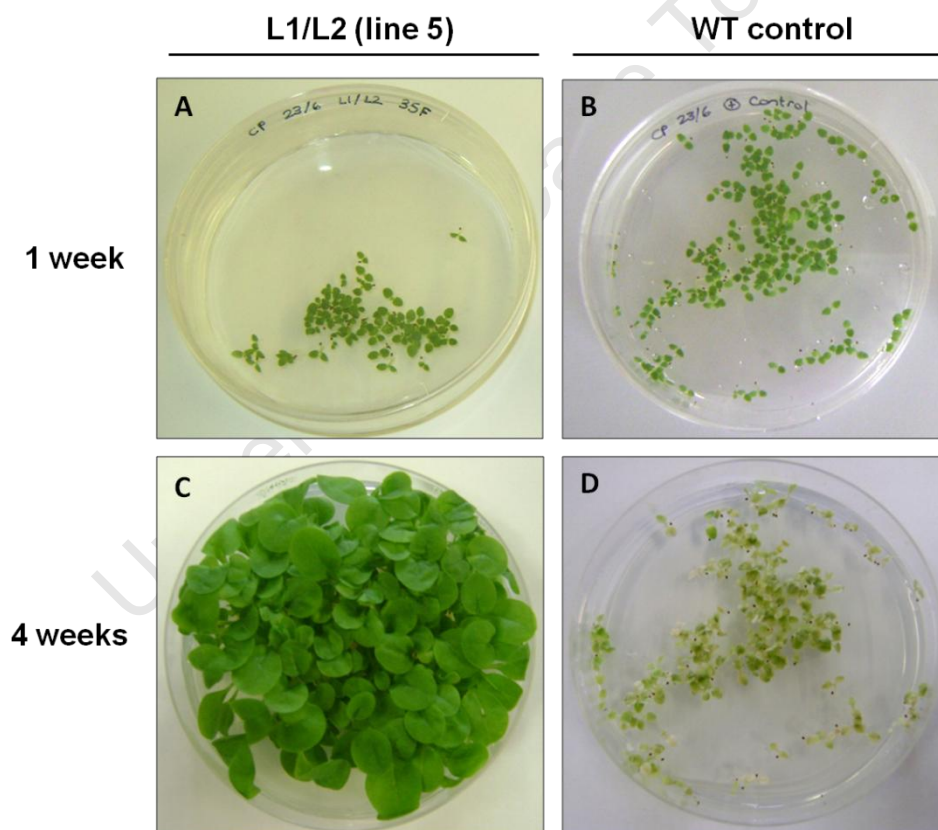 L1/L2 (line 5)
WT control
A
CP 23/6 L1/L2 35F
B
CP 23/6 ⊕ Control
1 week
C
D
4 weeks